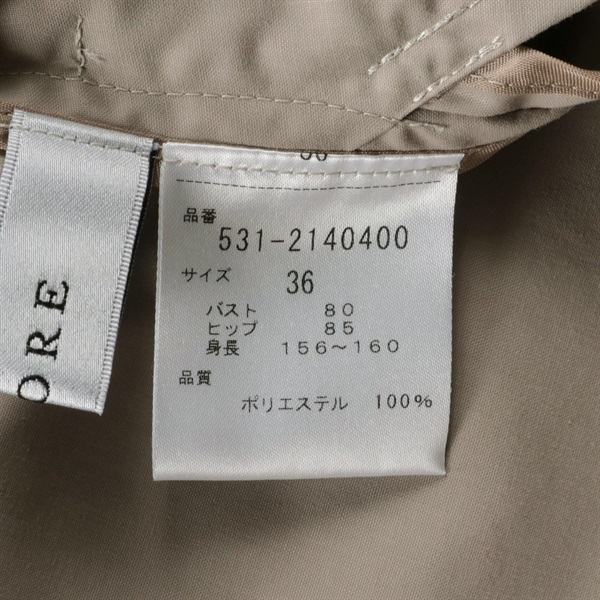 ORE
品番
531-2140400
サイズ 36
バスト 80
ヒップ 85
身長 156〜160
品質
ポリエステル 100%